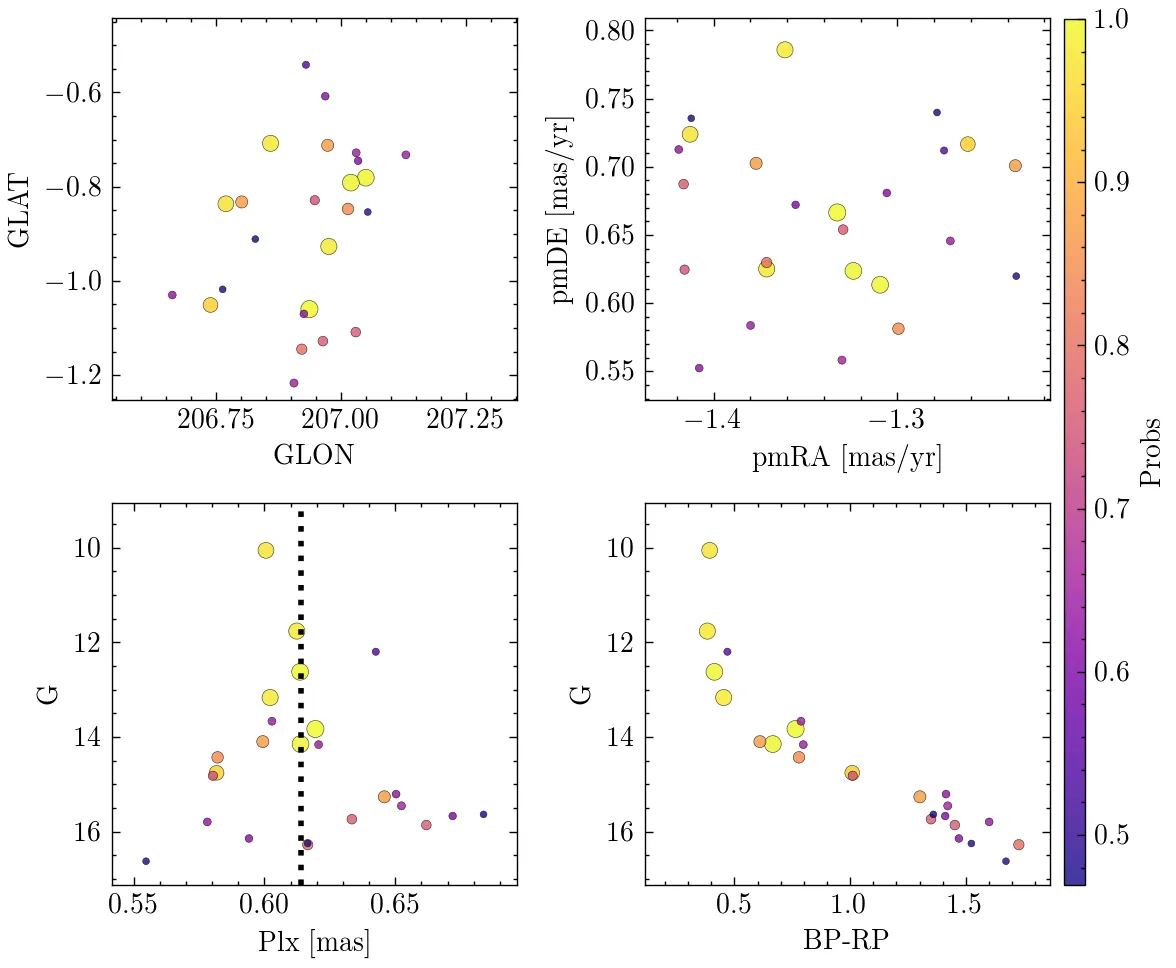 −0.6
−0.8
−1.0
−1.2
GLAT
206.75 207.00 207.25
GLON
0.80
0.75
0.70
0.65
0.60
0.55
pmDE [mas/yr]
−1.4 −1.3
pmRA [mas/yr]
1.0
0.9
0.8
0.7
0.6
0.5
Probs
10
12
14
16
G
0.55 0.60 0.65
Plx [mas]
10
12
14
16
G
0.5 1.0 1.5
BP-RP